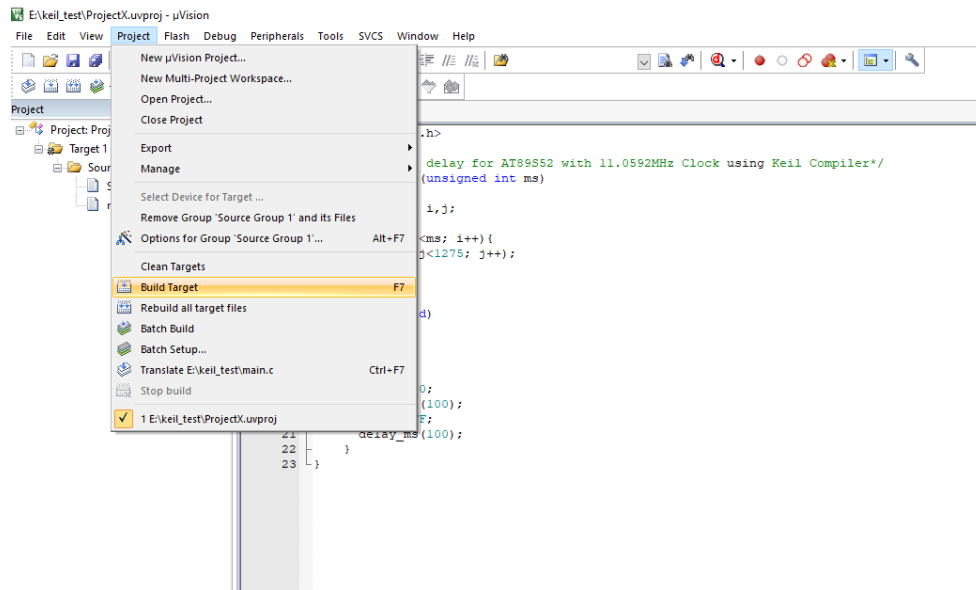 E:\keil_test\ProjectX.uvproj - µVision
File Edit View Project Flash Debug Peripherals Tools SVCS Window Help
New µVision Project...
New Multi-Project Workspace...
Open Project...
Close Project
Export
Manage
Select Device for Target ...
Remove Group 'Source Group 1' and its Files
Options for Group 'Source Group 1'... Alt+F7
Clean Targets
Build Target F7
Rebuild all target files
Batch Build
Batch Setup...
Translate E:\keil_test\main.c Ctrl+F7
Stop build
1 E:\keil_test\ProjectX.uvproj
Project
Project: Proj
Target 1
Sour
.h>
delay for AT89S52 with 11.0592MHz Clock using Keil Compiler*/
(unsigned int ms)
i,j;
<ms; i++){
j<1275; j++);
d)
0;
(100);
F;
21 delay_ms(100);
22 }
23 }